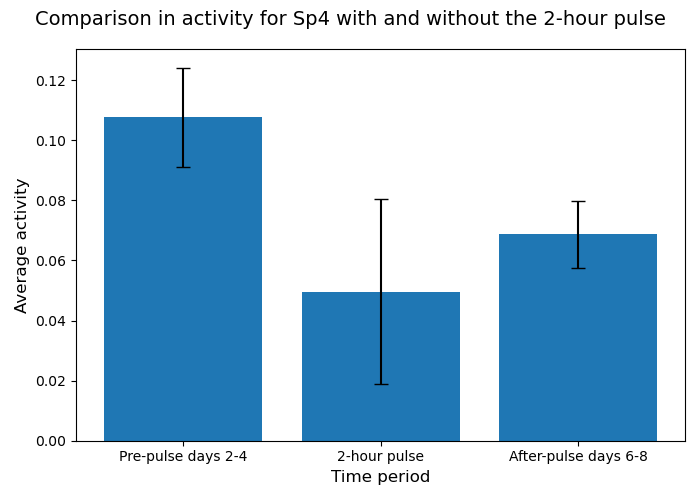 Comparison in activity for Sp4 with and without the 2-hour pulse
0.12
0.10
0.08
0.06
0.04
0.02
0.00
Average activity
Pre-pulse days 2-4
2-hour pulse
After-pulse days 6-8
Time period